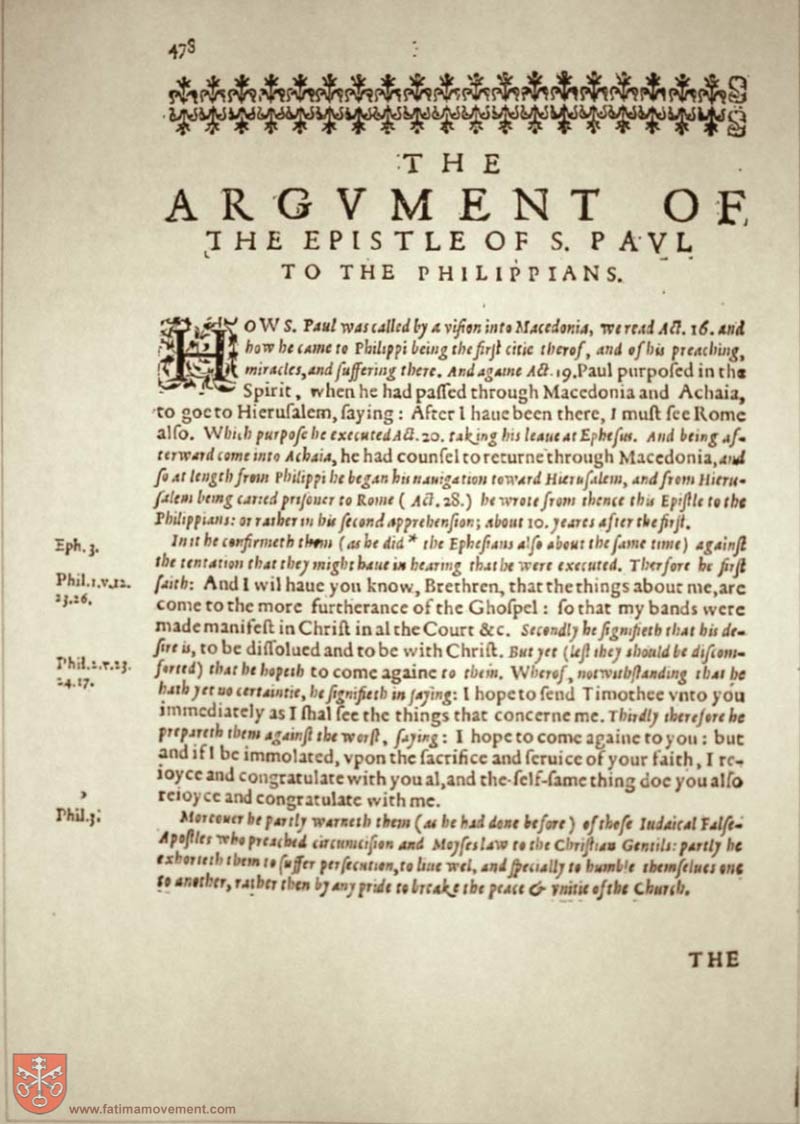 478
THE
ARGVMENT OF
THE EPISTLE OF S. PAVL
TO THE PHILIPPIANS.
HOW S. Paul was called by a viſion into Macedonia, we read Act. 16. and
how he came to Philippi being the firſt citie therof, and of his preaching,
miracles, and ſuffering there. And againe Act. 19. Paul purpoſed in the
Spirit, when he had paſſed through Macedonia and Achaia,
to goe to Hieruſalem, ſaying: After I haue been there, I muſt ſee Rome
alſo. Which purpoſe he executed Act. 20. taking his leaue at Epheſus. And being af-
terward come into Achaia, he had counſel to returne through Macedonia, and
ſo at length from Philippi he began his nauigation toward Hieruſalem, and from Hieru-
ſalem being caried priſoner to Rome (Act. 28.) he wrote from thence this Epiſtle to the
Philippians: or rather in his ſecond apprehenſion; about 10. yeares after the firſt.
Eph. 3.
In it he confirmeth them (as he did * the Epheſians alſo about the ſame time) againſt
the tentation that they might haue in hearing that he were executed. Therfore he firſt
Phil. 1. v. 12.
23. 26.
ſaith: And I wil haue you know, Brethren, that the things about me, are
come to the more furtherance of the Ghoſpel: ſo that my bands were
made manifeſt in Chriſt in al the Court &c. Secondly he ſignifieth that his de-
ſire is, to be diſſolued and to be with Chriſt. But yet (leſt they should be diſcom-
Phil. 2. v. 23.
24. 17.
forted) that he hopeth to come againe to them. Wherof, notwithſtanding that he
hath yet no certaintie, he ſignifieth in ſaying: I hope to ſend Timothee vnto you
immediately as I ſhal ſee the things that concerne me. Thirdly therefore he
prepareth them againſt the worſt, ſaying: I hope to come againe to you: but
and if I be immolated, vpon the ſacrifice and ſeruice of your faith, I re-
ioyce and congratulate with you al, and the ſelf-ſame thing doe you alſo
reioyce and congratulate with me.
Phil. 3.
Moreouer he partly warneth them (as he had done before) of thoſe Iudaical Falſe-
Apoſtles who preached circumciſion and Moyſes law to the Chriſtian Gentils: partly he
exhorteth them to ſuffer perſecution, to liue wel, and ſpecially to humble themſelues one
to another, rather then by any pride to breake the peace & vnitie of the Church.
THE
www.fatimamovement.com